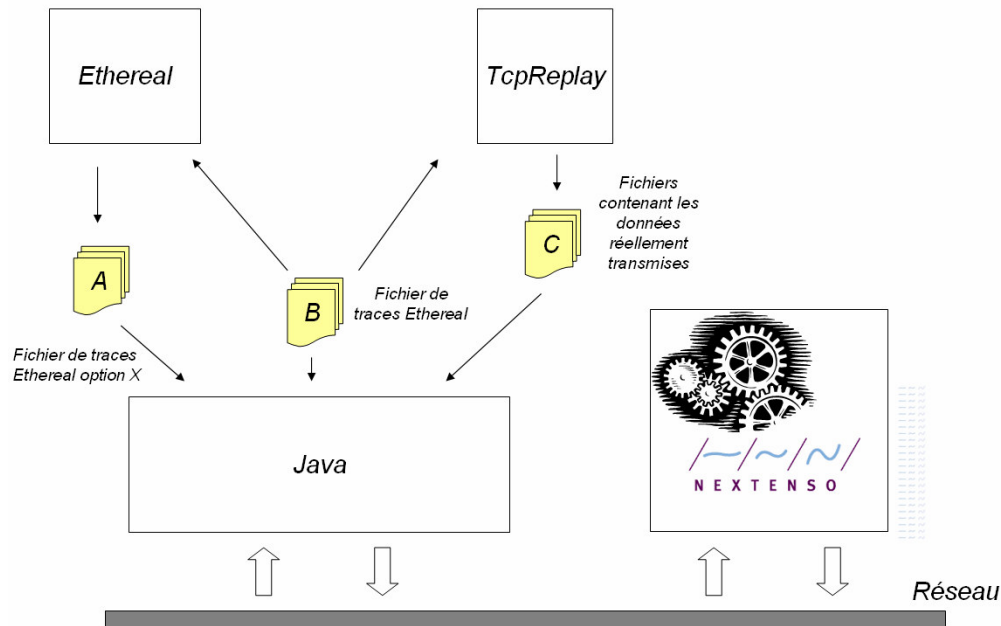 Ethereal
TcpReplay
Fichiers
contenant les
données
réellement
transmises
A
B
C
Fichier de
traces Ethereal
Fichier de traces
Ethereal option X
Java
NEXTENSO
Réseau